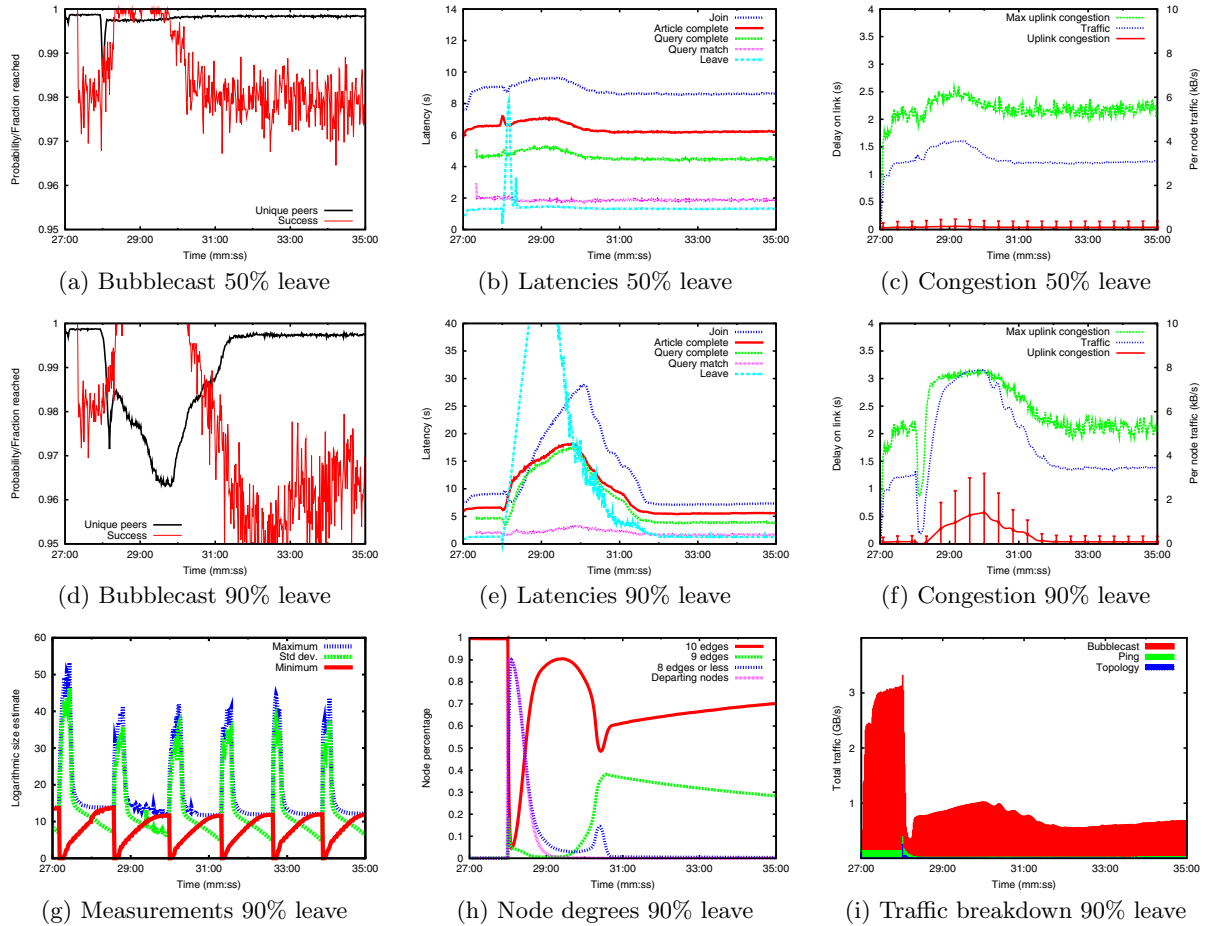 1
0.99
0.98
0.97
0.96
0.95
Probability/Fraction reached
Unique peers
Success
27:00 29:00 31:00 33:00 35:00
Time (mm:ss)
(a) Bubblecast 50% leave
14
12
10
8
6
4
2
0
Latency (s)
Join
Article complete
Query complete
Query match
Leave
27:00 29:00 31:00 33:00 35:00
Time (mm:ss)
(b) Latencies 50% leave
4
3.5
3
2.5
2
1.5
1
0.5
0
Delay on link (s)
Max uplink congestion
Traffic
Uplink congestion
10
8
6
4
2
0
Per node traffic (kB/s)
27:00 29:00 31:00 33:00 35:00
Time (mm:ss)
(c) Congestion 50% leave
1
0.99
0.98
0.97
0.96
0.95
Probability/Fraction reached
Unique peers
Success
27:00 29:00 31:00 33:00 35:00
Time (mm:ss)
(d) Bubblecast 90% leave
40
35
30
25
20
15
10
5
0
Latency (s)
Join
Article complete
Query complete
Query match
Leave
27:00 29:00 31:00 33:00 35:00
Time (mm:ss)
(e) Latencies 90% leave
4
3.5
3
2.5
2
1.5
1
0.5
0
Delay on link (s)
Max uplink congestion
Traffic
Uplink congestion
10
8
6
4
2
0
Per node traffic (kB/s)
27:00 29:00 31:00 33:00 35:00
Time (mm:ss)
(f) Congestion 90% leave
60
50
40
30
20
10
0
Logarithmic size estimate
Maximum
Std dev.
Minimum
27:00 29:00 31:00 33:00 35:00
Time (mm:ss)
(g) Measurements 90% leave
1
0.9
0.8
0.7
0.6
0.5
0.4
0.3
0.2
0.1
0
Node percentage
10 edges
9 edges
8 edges or less
Departing nodes
27:00 29:00 31:00 33:00 35:00
Time (mm:ss)
(h) Node degrees 90% leave
3
2
1
Total traffic (GB/s)
Bubblecast
Ping
Topology
27:00 29:00 31:00 33:00 35:00
Time (mm:ss)
(i) Traffic breakdown 90% leave